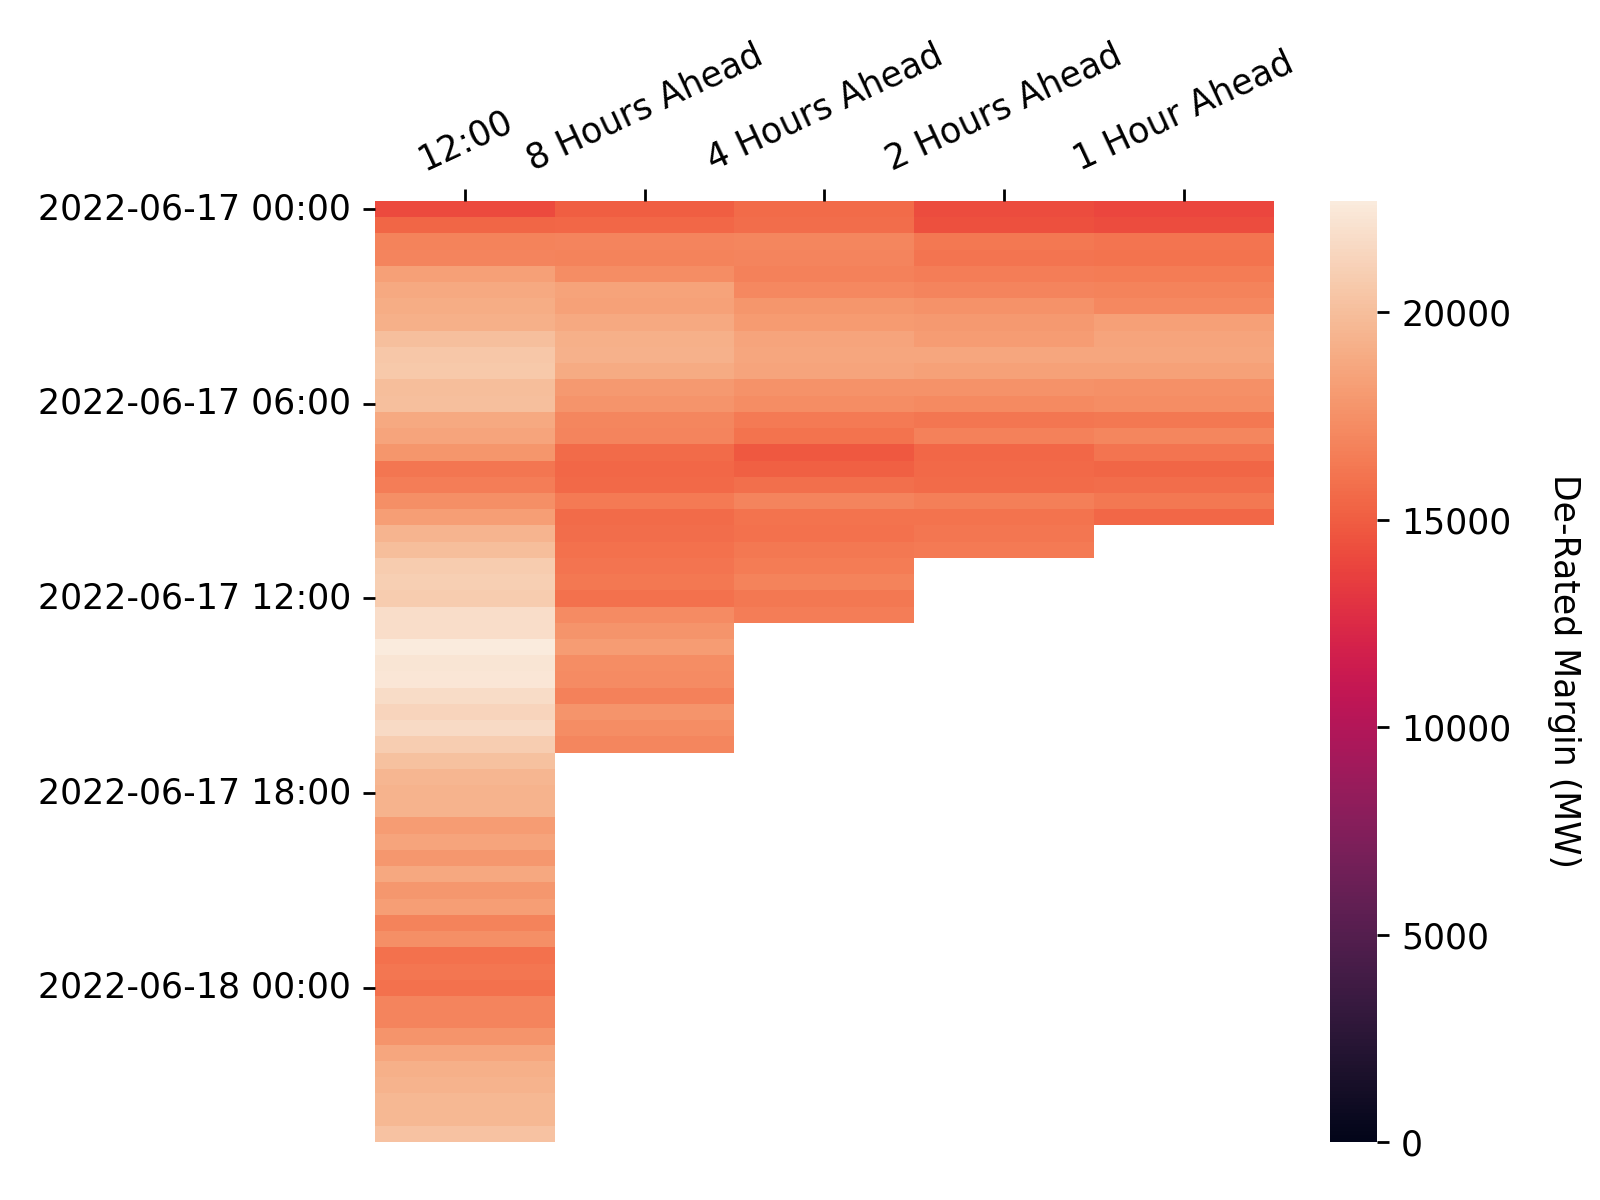 12:00
8 Hours Ahead
4 Hours Ahead
2 Hours Ahead
1 Hour Ahead
2022-06-17 00:00
2022-06-17 06:00
2022-06-17 12:00
2022-06-17 18:00
2022-06-18 00:00
20000
15000
10000
5000
0
De-Rated Margin (MW)